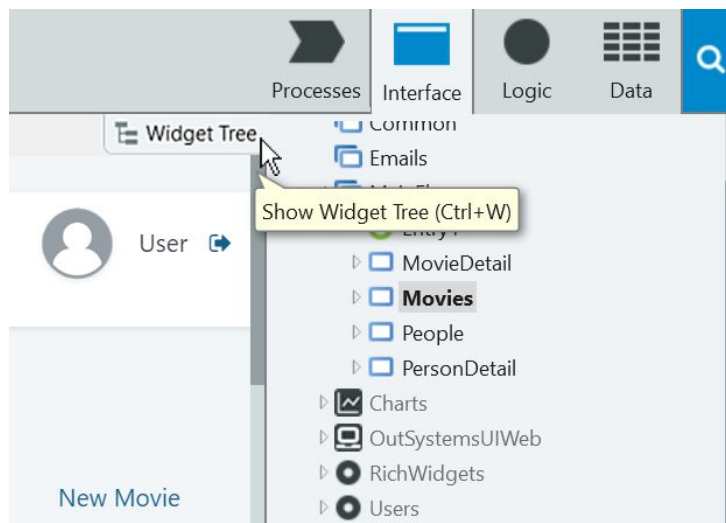 Processes
Interface
Logic
Data
Widget Tree
Common
Emails
Show Widget Tree (Ctrl+W)
User
MovieDetail
Movies
People
PersonDetail
Charts
OutSystemsUIWeb
RichWidgets
Users
New Movie